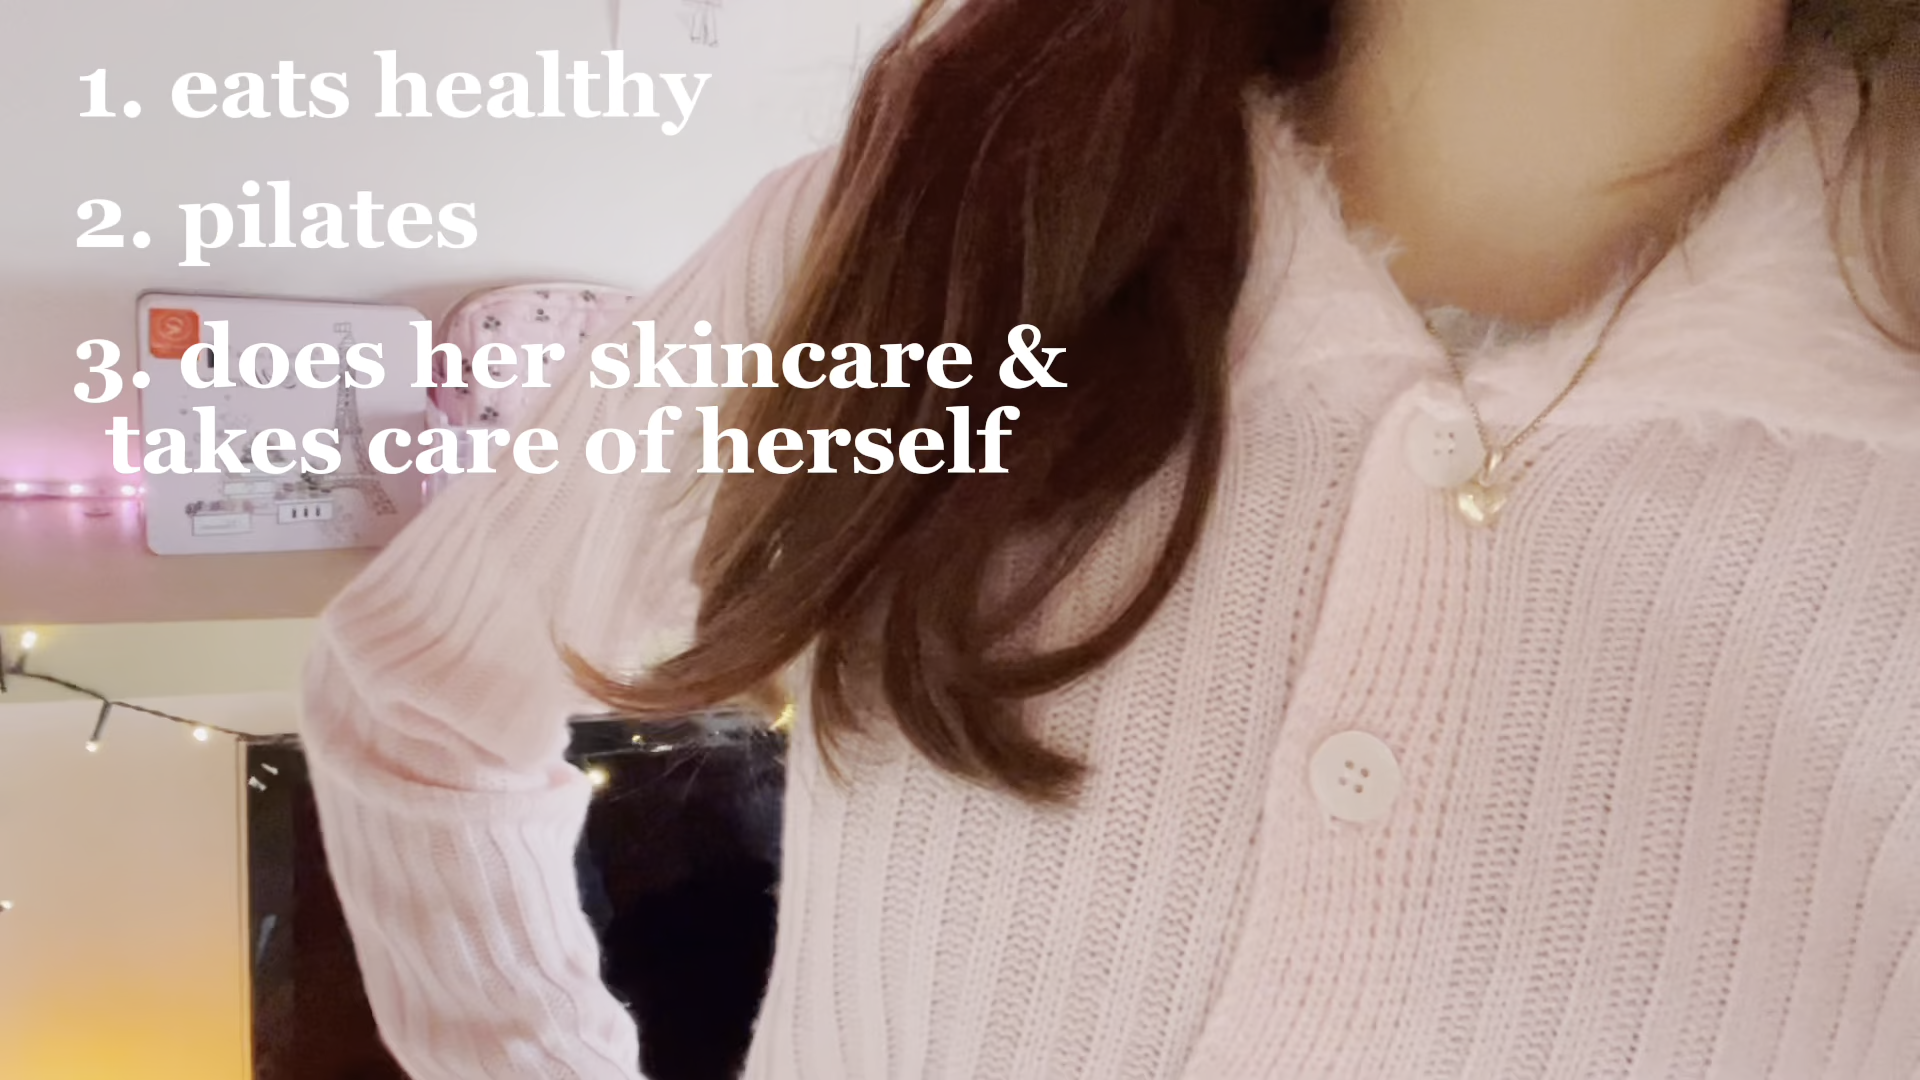 1. eats healthy
2. pilates
3. does her skincare &
takes care of herself